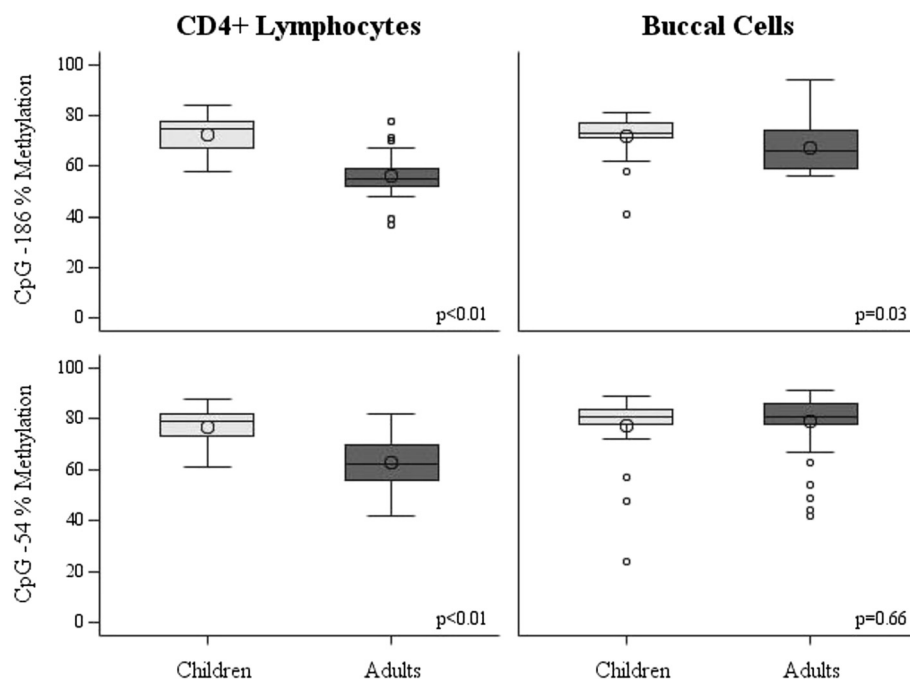 CD4+ Lymphocytes
Buccal Cells
CpG -186 % Methylation
100
80
60
40
20
0
p<0.01
p=0.03
CpG -54 % Methylation
100
80
60
40
20
0
p<0.01
p=0.66
Children
Adults
Children
Adults